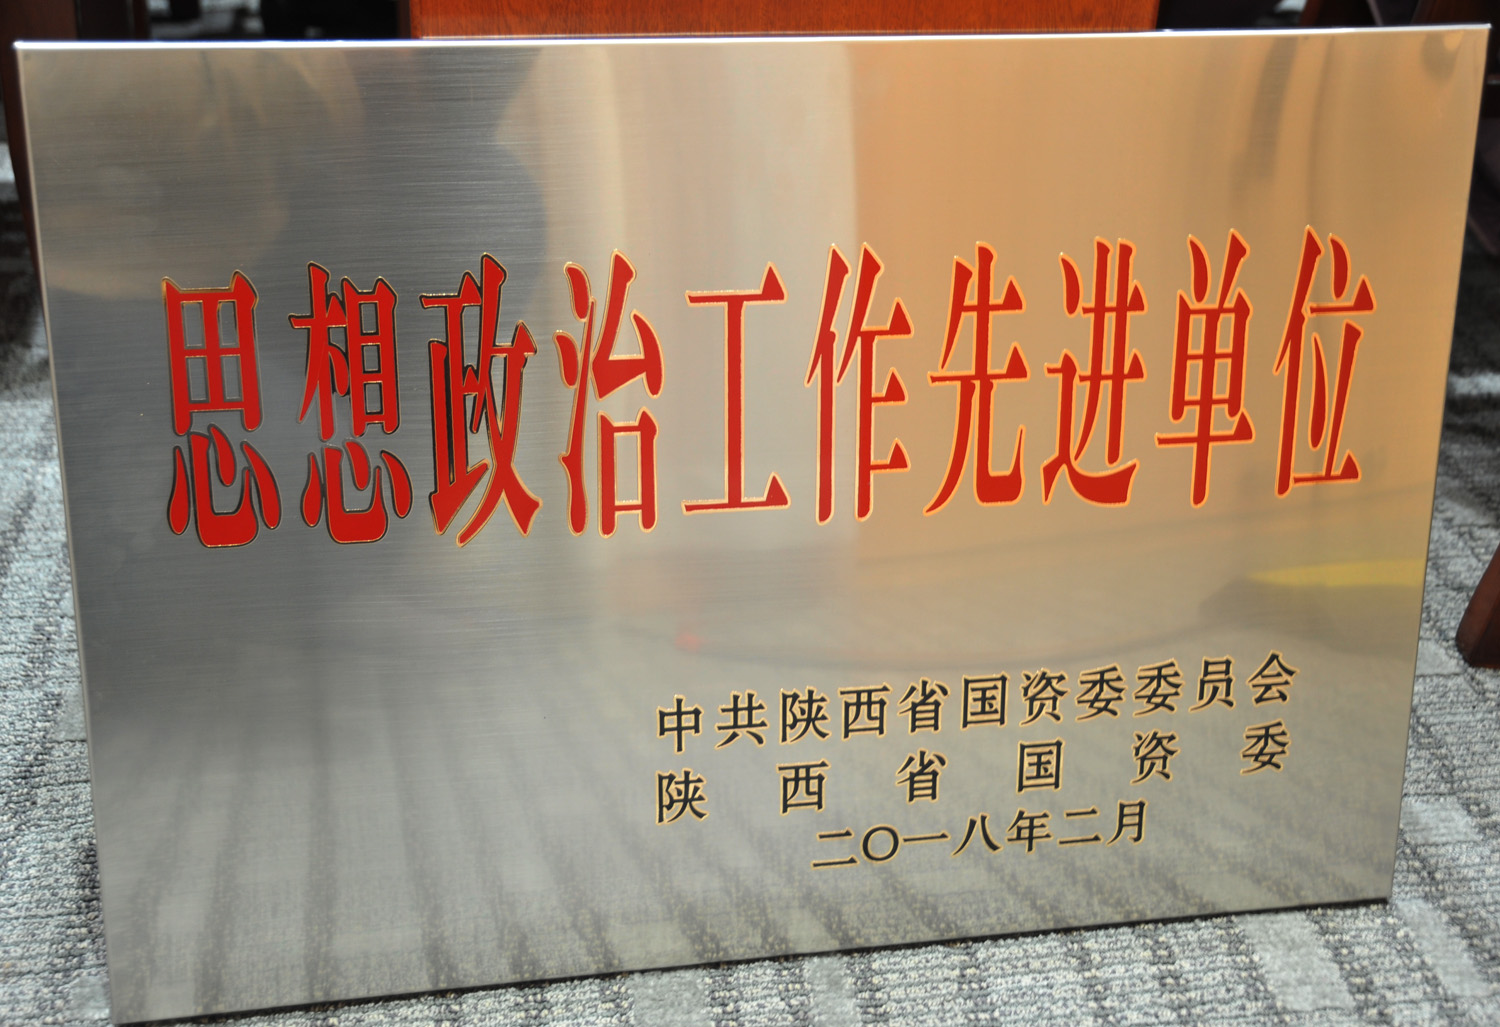 思想政治工作先进单位
中共陕西省国资委委员会
陕西省国资委
二〇一八年二月